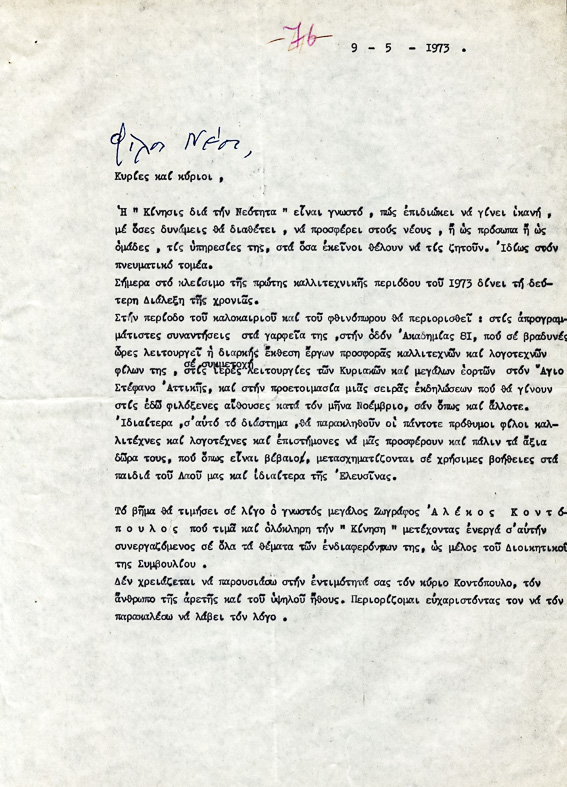 -76-
9 - 5 - 1973 .
Φίλοι Νέοι,
Κυρίες καί κύριοι ,
Ἡ " Κίνησις διά τήν Νεότητα " εἶναι γνωστό , πώς ἐπιδιώκει νά γίνει ἱκανή ,
μέ ὅσες δυνάμεις θά διαθέτει , νά προσφέρει στούς νέους , ἤ ὡς πρόσωπα ἤ ὡς
ὁμάδες , τίς ὑπηρεσίες της, στά ὅσα ἐκεῖνοι θέλουν νά τίς ζητοῦν. Ἰδίως στόν
πνευματικό τομέα.
Σήμερα στό κλείσιμο τῆς πρώτης καλλιτεχνικῆς περιόδου τοῦ 1973 δίνει τή δεύ-
τερη Διάλεξη τῆς χρονιᾶς.
Στήν περίοδο τοῦ καλοκαιριοῦ καί τοῦ φθινόπωρου θά περιορισθεῖ : στίς ἀπρογραμ-
μάτιστες συναντήσεις στά γαρφεῖα της ,στήν ὁδόν Ἀκαδημίας 8Ι, πού σέ βραδυνές
ὥρες λειτουργεῖ ἡ διαρκής ἔκθεση ἔργων προσφορᾶς καλλιτεχνῶν καί λογοτεχνῶν
φίλων της , σέ συμμετοχή στίς ἱερές λειτουργίες τῶν Κυριακῶν καί μεγάλων ἑορτῶν στόν Ἅγιο
Στέφανο Ἀττικῆς, καί στήν προετοιμασία μιᾶς σειρᾶς ἐκδηλώσεων πού θά γίνουν
στίς ἐδῶ φιλόξενες αἴθουσες κατά τόν μῆνα Νοέμβριο, σάν ὅπως καί ἄλλοτε.
Ἰδιαίτερα ,σ'αὐτό τό διάστημα ,θά παρακληθοῦν οἱ πάντοτε πρόθυμοι φίλοι καλ-
λιτέχνες καί λογοτέχνες καί ἐπιστήμονες νά μᾶς προσφέρουν καί πάλιν τά ἄξια
δῶρα τους, πού ὅπως εἶναι βέβαιο, μετασχηματίζονται σέ χρήσιμες βοήθειες στά
παιδιά τοῦ Λαοῦ μας καί ἰδιαίτερα τῆς Ἐλευσῖνας.
Τό βῆμα θά τιμήσει σέ λίγο ὁ γνωστός μεγάλος Ζωγράφος Ἀ λ έ κ ο ς Κ ο ν τ ό-
π ο υ λ ο ς πού τιμᾶ καί ὁλόκληρη τήν " Κίνηση " μετέχοντας ἐνεργά σ'αὐτήν
συνεργαζόμενος σέ ὅλα τά θέματα τῶν ἐνδιαφερόντων της, ὡς μέλος τοῦ Διοικητικοῦ
της Συμβουλίου .
Δέν χρειάζεται νά παρουσιάσω στήν ἐντιμότητά σας τόν κύριο Κοντόπουλο, τόν
ἄνθρωπο τῆς ἀρετῆς καί τοῦ ὑψηλοῦ ἤθους. Περιορίζομαι εὐχαριστόντας τον νά τόν
παρακαλέσω νά λάβει τόν λόγο .